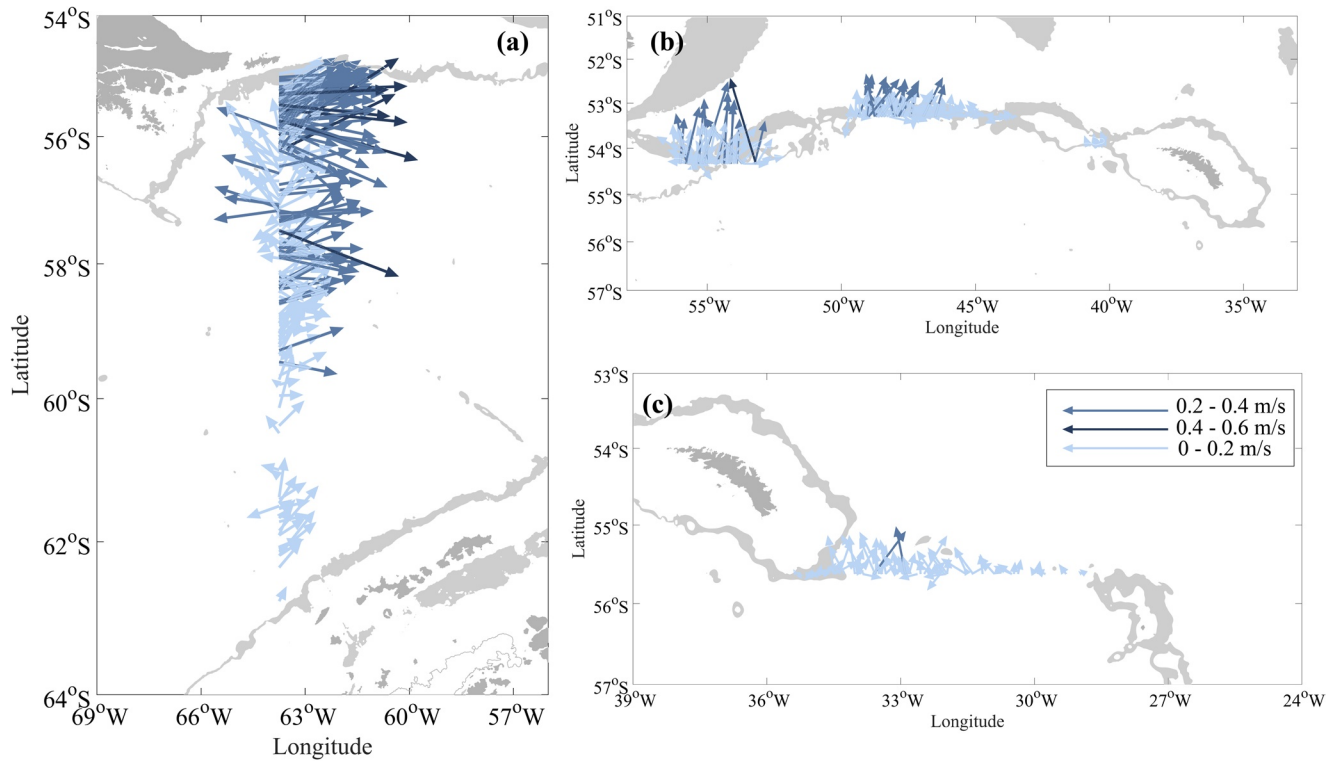 (a)
54°S
56°S
58°S
60°S
62°S
64°S
69°W 66°W 63°W 60°W 57°W
Latitude
Longitude
(b)
51°S
52°S
53°S
54°S
55°S
56°S
57°S
55°W 50°W 45°W 40°W 35°W
Latitude
Longitude
(c)
53°S
54°S
55°S
56°S
57°S
39°W 36°W 33°W 30°W 27°W 24°W
Latitude
Longitude
0.2 - 0.4 m/s
0.4 - 0.6 m/s
0 - 0.2 m/s